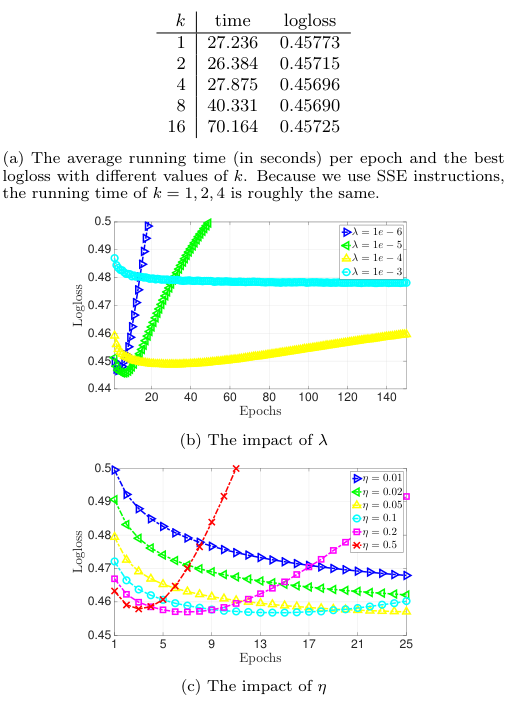 k time logloss
1 27.236 0.45773
2 26.384 0.45715
4 27.875 0.45696
8 40.331 0.45690
16 70.164 0.45725
(a) The average running time (in seconds) per epoch and the best
logloss with different values of k. Because we use SSE instructions,
the running time of k = 1, 2, 4 is roughly the same.
0.5
0.49
0.48
0.47
0.46
0.45
0.44
Logloss
λ = 1e − 6
λ = 1e − 5
λ = 1e − 4
λ = 1e − 3
20 40 60 80 100 120 140
Epochs
(b) The impact of λ
0.5
0.49
0.48
0.47
0.46
0.45
Logloss
η = 0.01
η = 0.02
η = 0.05
η = 0.1
η = 0.2
η = 0.5
1 5 9 13 17 21 25
Epochs
(c) The impact of η